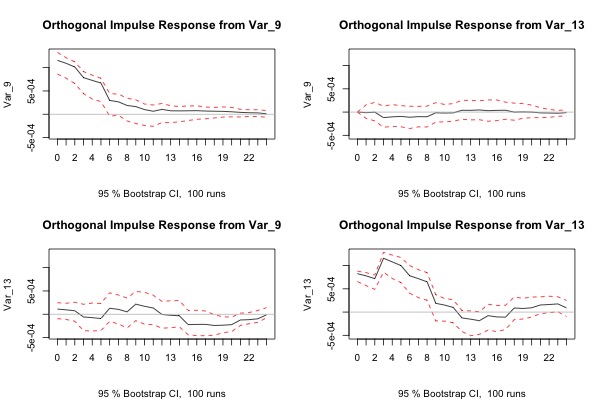 Orthogonal Impulse Response from Var_9
Var_9
-5e-04 5e-04
0 2 4 6 8 10 13 16 19 22
95 % Bootstrap CI, 100 runs
Orthogonal Impulse Response from Var_13
Var_9
-5e-04 5e-04
0 2 4 6 8 10 13 16 19 22
95 % Bootstrap CI, 100 runs
Orthogonal Impulse Response from Var_9
Var_13
-5e-04 5e-04
0 2 4 6 8 10 13 16 19 22
95 % Bootstrap CI, 100 runs
Orthogonal Impulse Response from Var_13
Var_13
-5e-04 5e-04
0 2 4 6 8 10 13 16 19 22
95 % Bootstrap CI, 100 runs